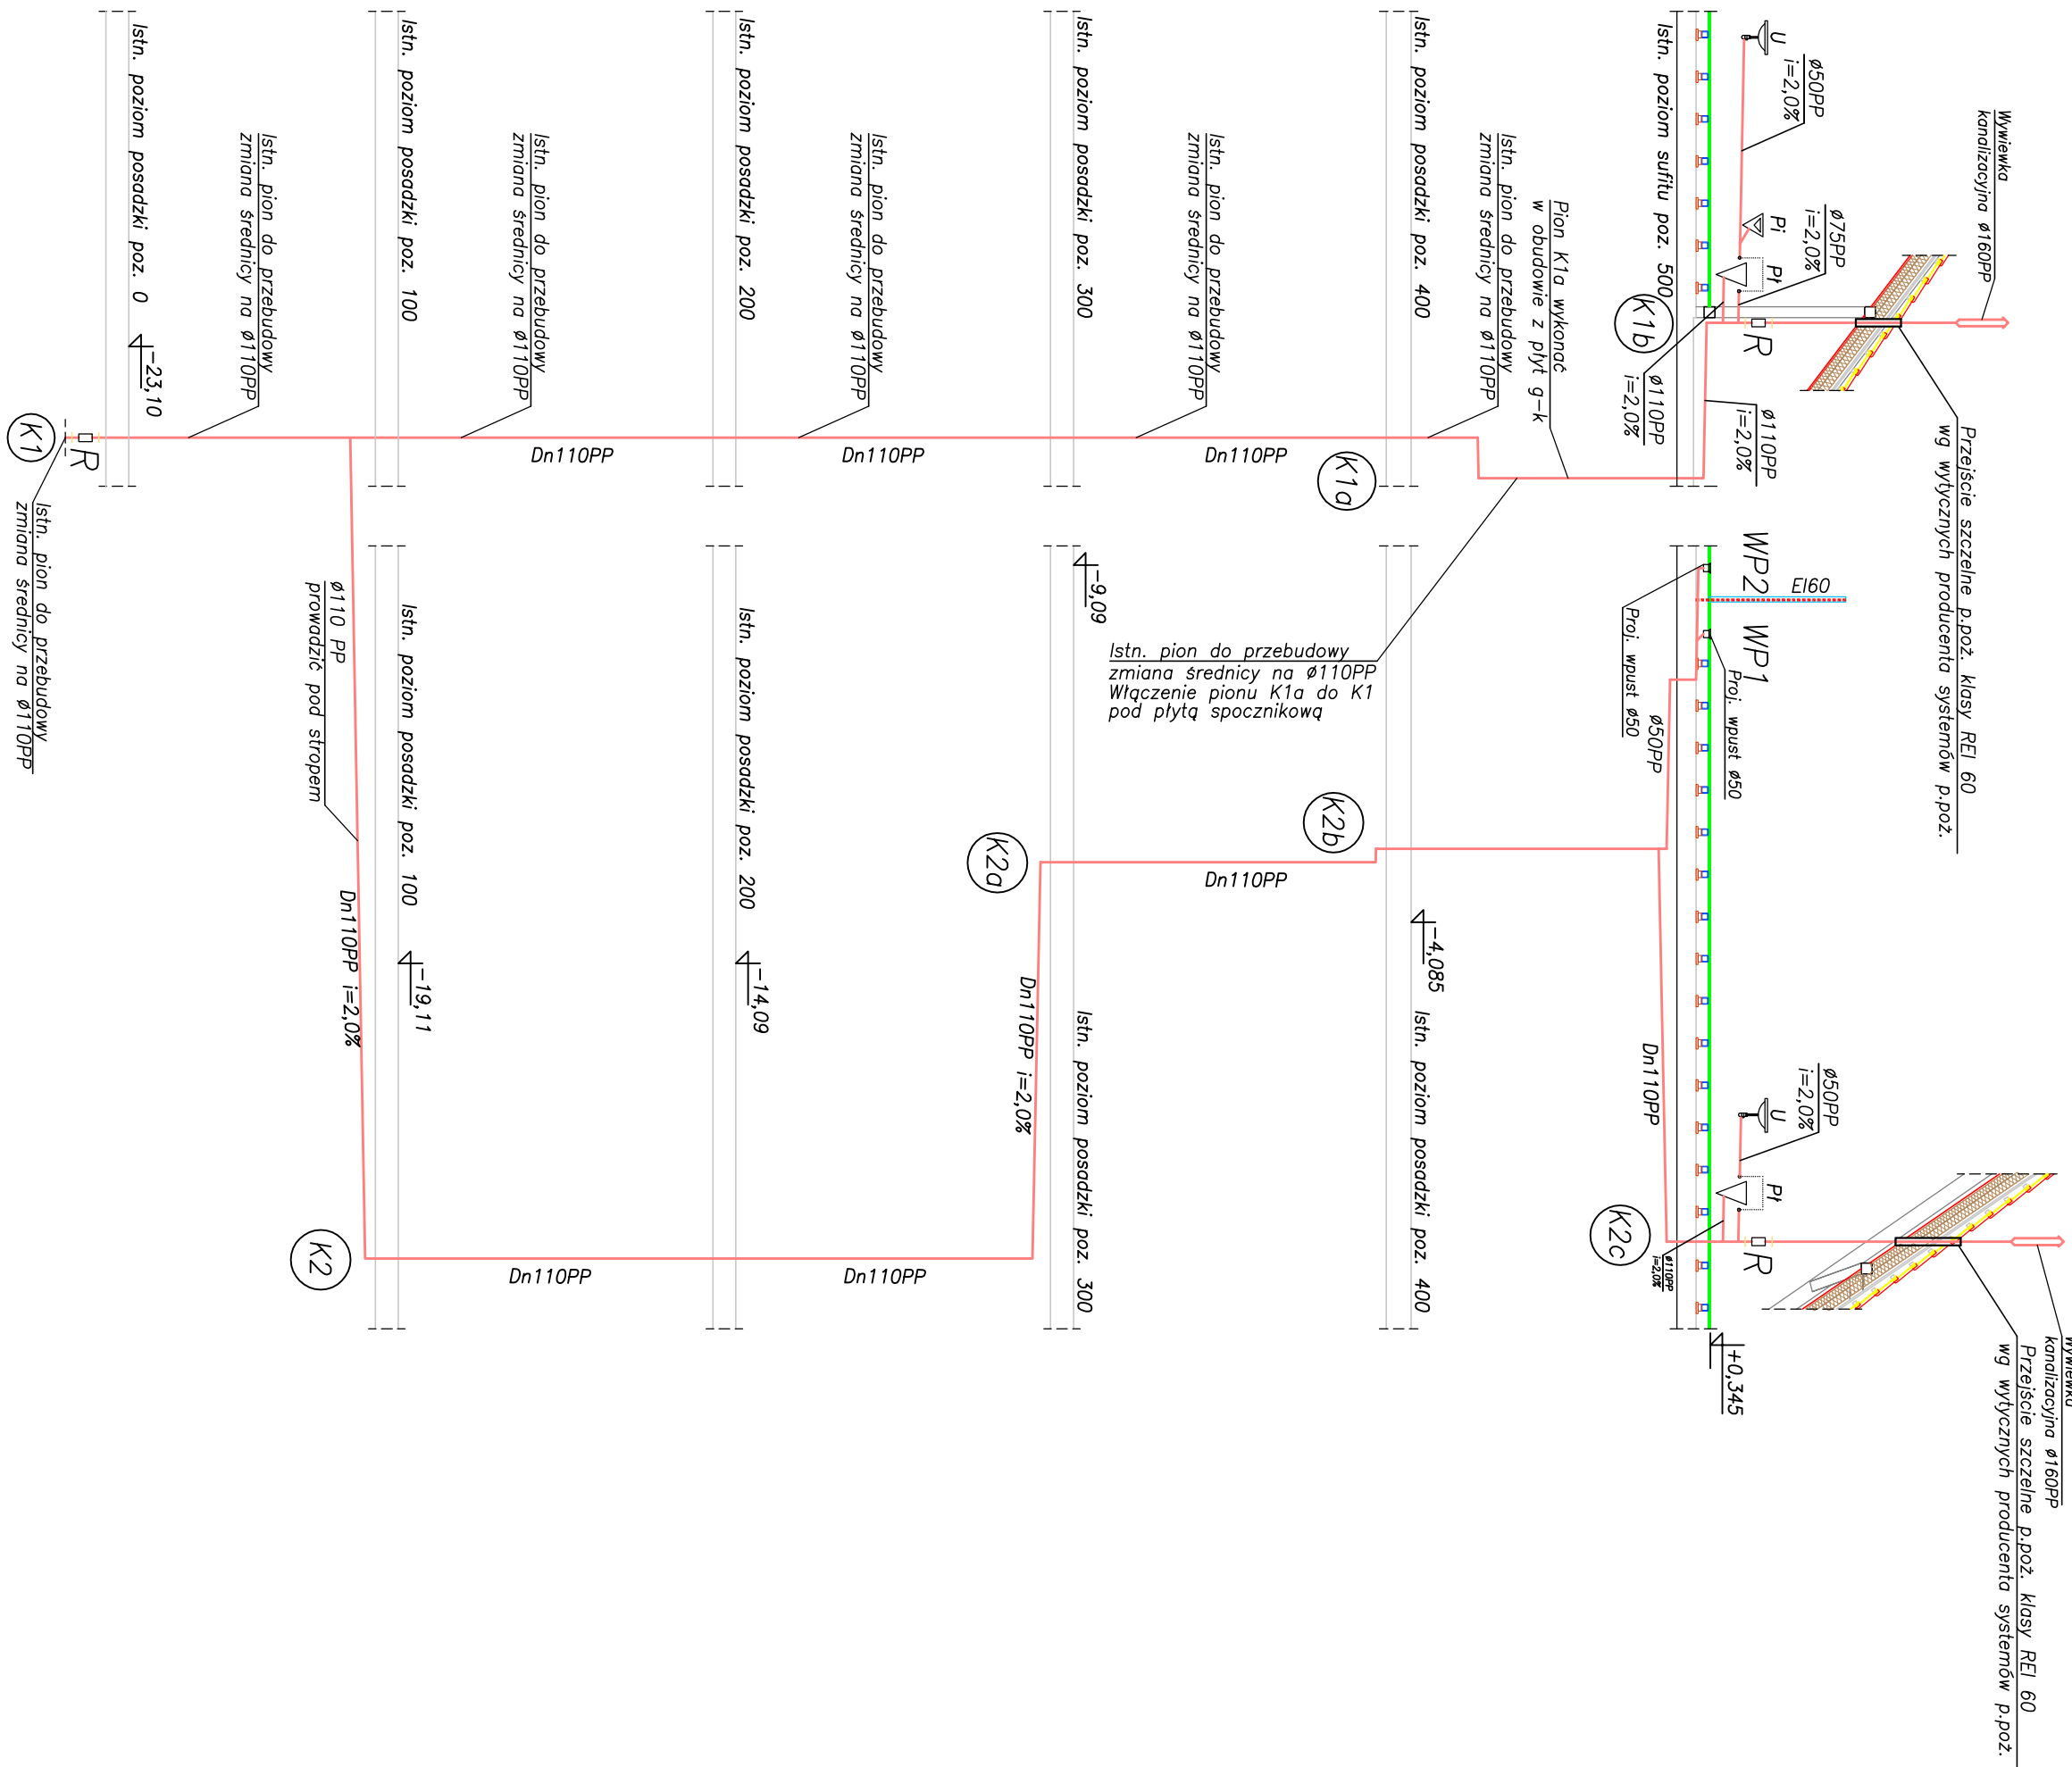 Wywiewka
kanalizacyjna ø160PP
Przejście szczelne p.poż. klasy REI 60
wg wytycznych producenta systemów p.poż.
U
ø50PP
i=2,0%
Pi
ø75PP
i=2,0%
Pt
R
K1b
ø110PP
i=2,0%
ø110PP
i=2,0%
Istn. poziom sufitu poz. 500
Pion K1a wykonać
w obudowie z płyt g-k
Istn. pion do przebudowy
zmiana średnicy na ø110PP
Istn. poziom posadzki poz. 400
K1a
Istn. pion do przebudowy
zmiana średnicy na ø110PP
Dn110PP
Istn. poziom posadzki poz. 300
Istn. pion do przebudowy
zmiana średnicy na ø110PP
Dn110PP
Istn. poziom posadzki poz. 200
Istn. pion do przebudowy
zmiana średnicy na ø110PP
Dn110PP
Istn. poziom posadzki poz. 100
Istn. pion do przebudowy
zmiana średnicy na ø110PP
Istn. poziom posadzki poz. 0
-23,10
R
K1
Istn. pion do przebudowy
zmiana średnicy na ø110PP
Istn. pion do przebudowy
zmiana średnicy na ø110PP
Włączenie pionu K1a do K1
pod płytą spocznikową
WP2
EI60
WP1
Proj. wpust ø50
Proj. wpust ø50
ø50PP
Wywiewka
kanalizacyjna ø160PP
Przejście szczelne p.poż. klasy REI 60
wg wytycznych producenta systemów p.poż.
U
ø50PP
i=2,0%
Pt
R
K2c
ø110PP
i=2,0%
+0,345
Dn110PP
K2b
-4,085
Istn. poziom posadzki poz. 400
Dn110PP
K2a
-9,09
Istn. poziom posadzki poz. 300
Dn110PP i=2,0%
Dn110PP
Istn. poziom posadzki poz. 200
-14,09
Dn110PP
Istn. poziom posadzki poz. 100
-19,11
K2
Dn110PP i=2,0%
ø110 PP
prowadzić pod stropem